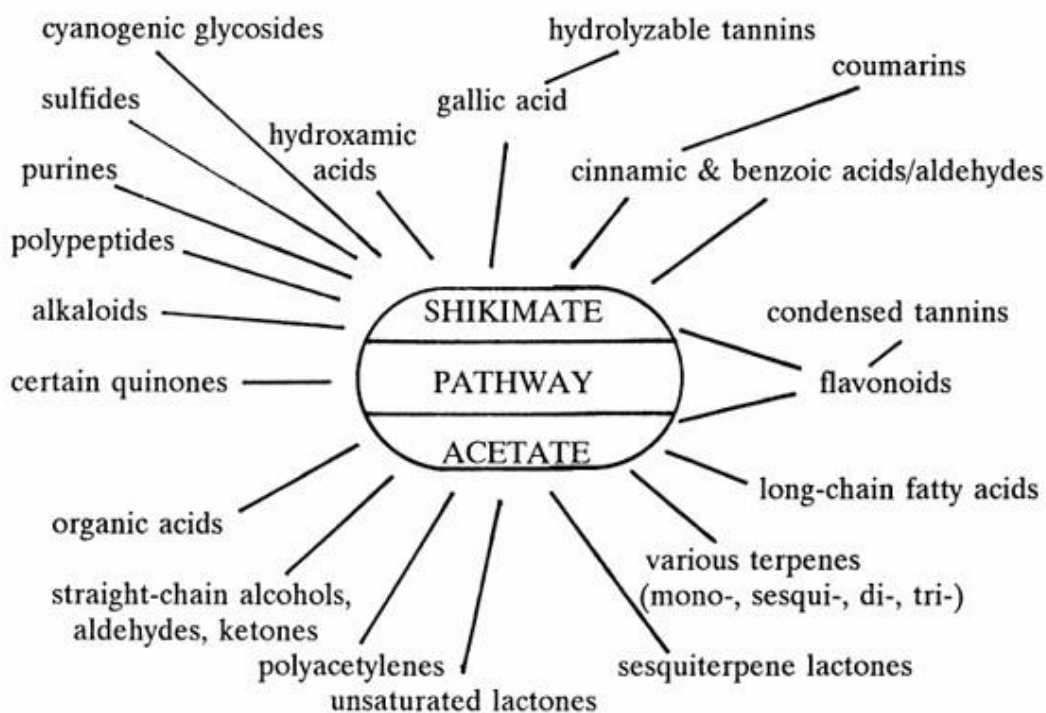 cyanogenic glycosides
hydrolyzable tannins
coumarins
sulfides
gallic acid
hydroxamic
acids
purines
cinnamic & benzoic acids/aldehydes
polypeptides
alkaloids
SHIKIMATE
condensed tannins
certain quinones
PATHWAY
flavonoids
ACETATE
long-chain fatty acids
organic acids
various terpenes
(mono-, sesqui-, di-, tri-)
straight-chain alcohols,
aldehydes, ketones
polyacetylenes
sesquiterpene lactones
unsaturated lactones